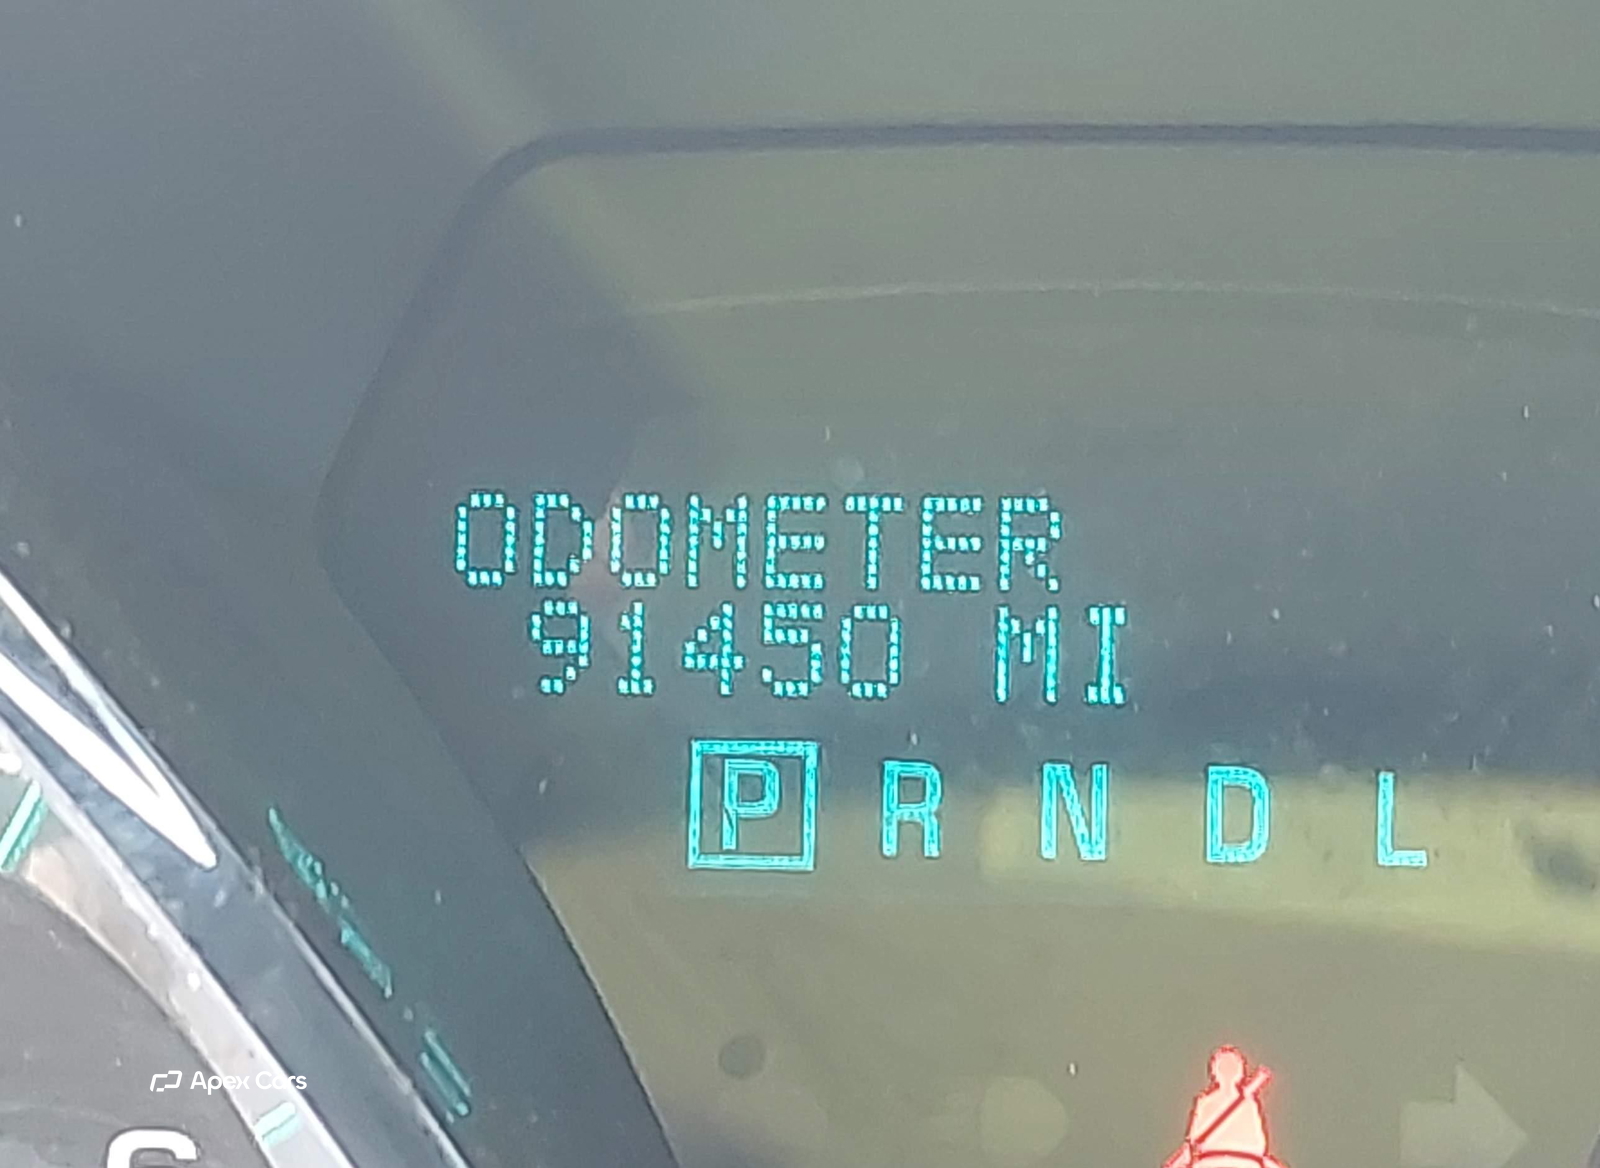 ODOMETER
91450 MI
P R N D L
Apex Cars